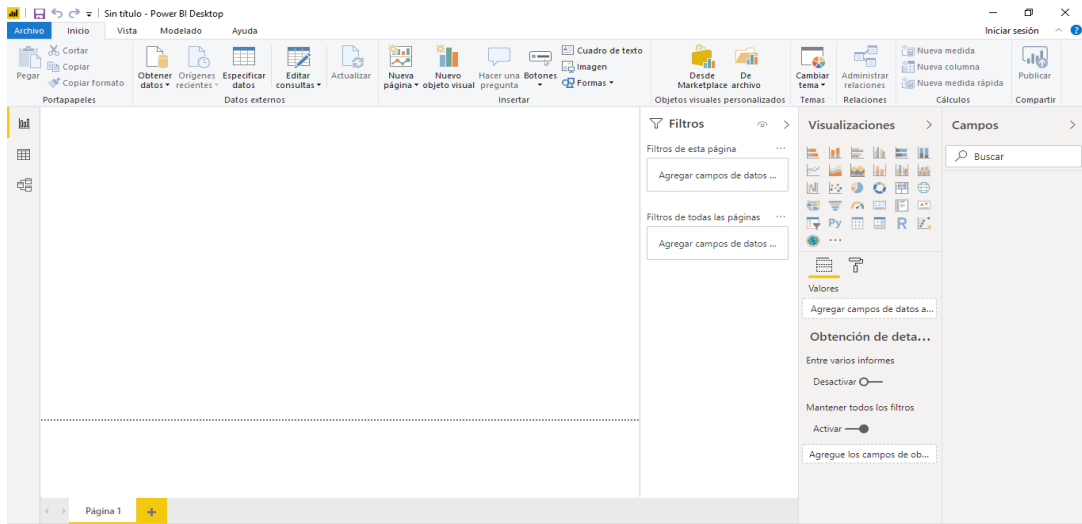 Sin título - Power BI Desktop
Archivo Inicio Vista Modelado Ayuda Iniciar sesión
Pegar
Cortar
Copiar
Copiar formato
Portapapeles
Obtener datos
Orígenes recientes
Especificar datos
Editar consultas
Datos externos
Actualizar
Nueva página
Nuevo objeto visual
Hacer una pregunta
Botones
Cuadro de texto
Imagen
Formas
Insertar
Desde Marketplace
De archivo
Objetos visuales personalizados
Cambiar tema
Temas
Administrar relaciones
Relaciones
Nueva medida
Nueva columna
Nueva medida rápida
Cálculos
Publicar
Compartir
Filtros
Filtros de esta página ...
Agregar campos de datos ...
Filtros de todas las páginas ...
Agregar campos de datos ...
Visualizaciones
Py
R
...
Valores
Agregar campos de datos a...
Obtención de deta...
Entre varios informes
Desactivar
Mantener todos los filtros
Activar
Agregue los campos de ob...
Campos
Buscar
Página 1